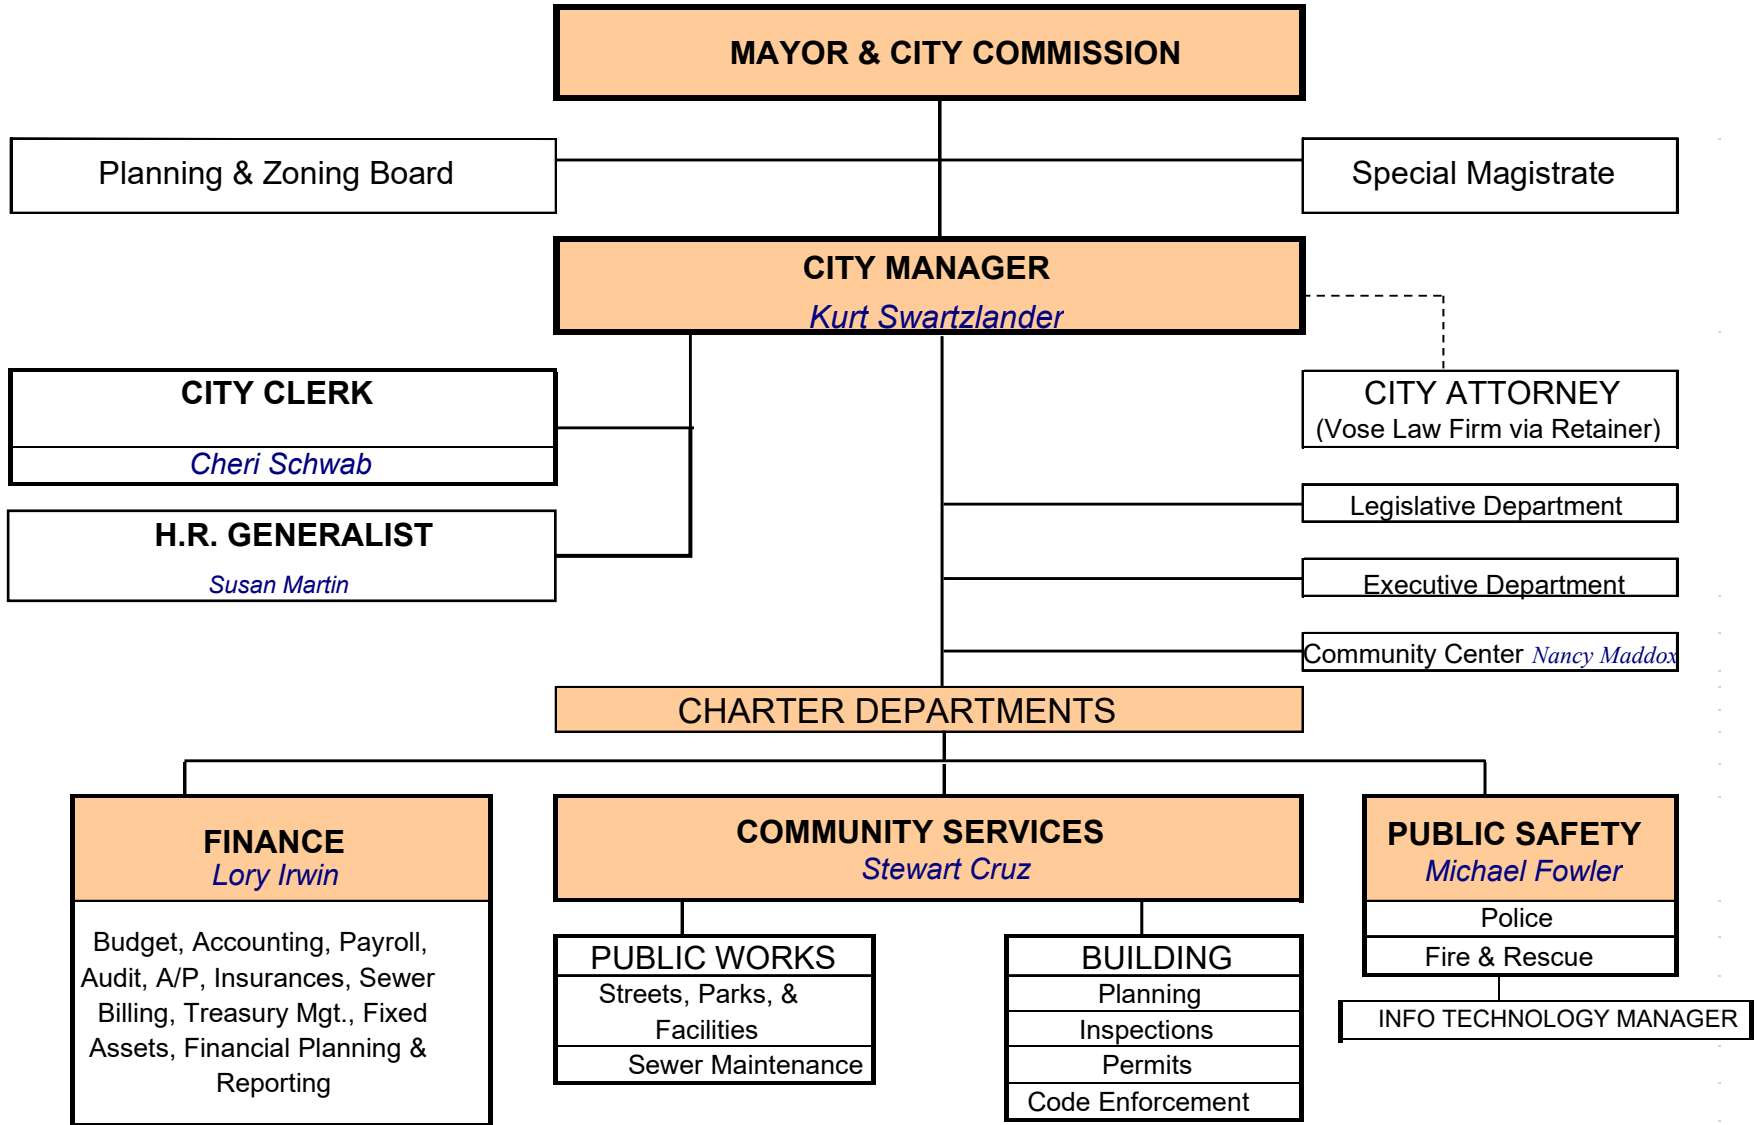 MAYOR & CITY COMMISSION
Planning & Zoning Board
Special Magistrate
CITY MANAGER
Kurt Swartzlander
CITY CLERK
Cheri Schwab
CITY ATTORNEY
(Vose Law Firm via Retainer)
H.R. GENERALIST
Susan Martin
Legislative Department
Executive Department
Community Center Nancy Maddox
CHARTER DEPARTMENTS
FINANCE
Lory Irwin
Budget, Accounting, Payroll,
Audit, A/P, Insurances, Sewer
Billing, Treasury Mgt., Fixed
Assets, Financial Planning &
Reporting
COMMUNITY SERVICES
Stewart Cruz
PUBLIC WORKS
Streets, Parks, &
Facilities
Sewer Maintenance
BUILDING
Planning
Inspections
Permits
Code Enforcement
PUBLIC SAFETY
Michael Fowler
Police
Fire & Rescue
INFO TECHNOLOGY MANAGER